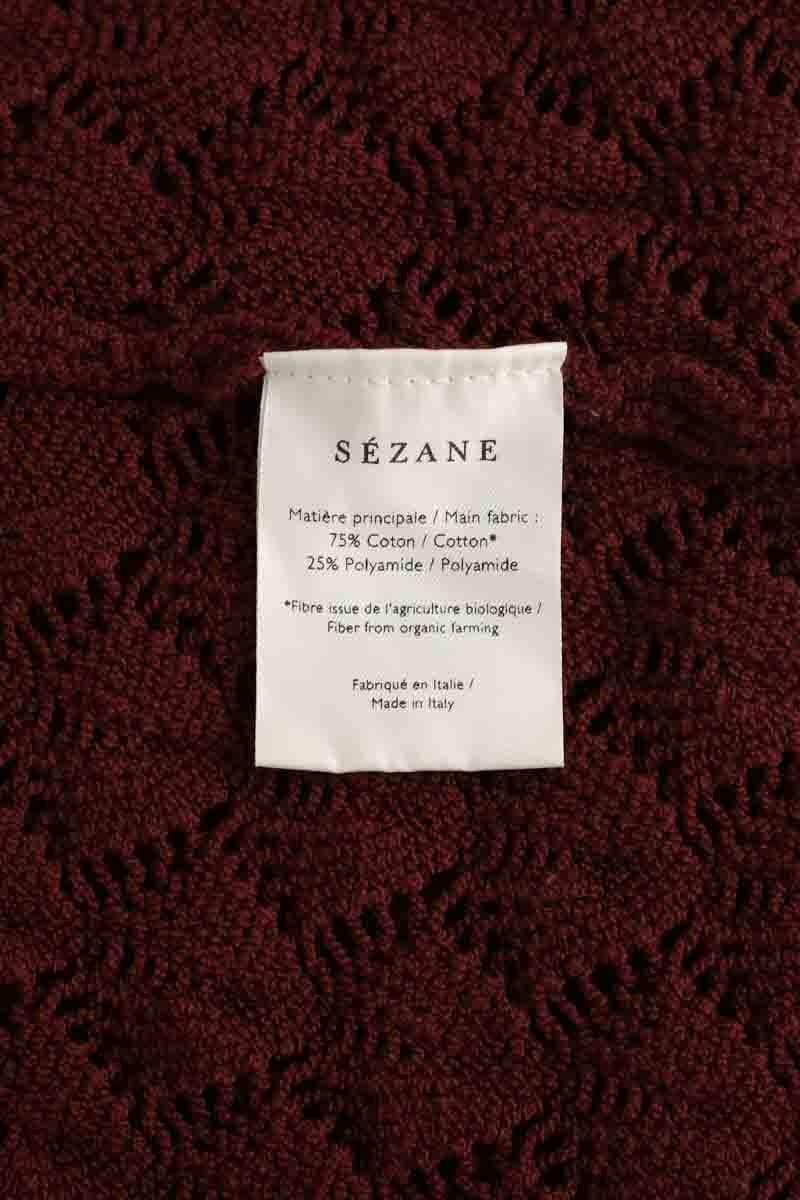 SÉZANE
Matière principale / Main fabric :
75% Coton / Cotton*
25% Polyamide / Polyamide
*Fibre issue de l'agriculture biologique /
Fiber from organic farming
Fabriqué en Italie /
Made in Italy